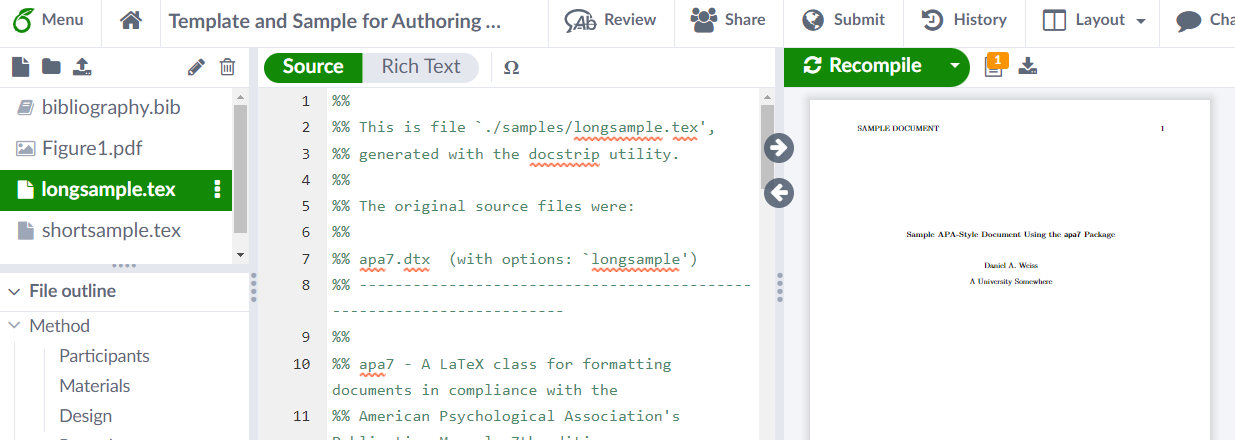 Menu
Template and Sample for Authoring ...
Review
Share
Submit
History
Layout
Cha
Source
Rich Text
Ω
Recompile
1
bibliography.bib
Figure1.pdf
longsample.tex
shortsample.tex
File outline
Method
Participants
Materials
Design
1 %%
2 %% This is file `./samples/longsample.tex',
3 %% generated with the docstrip utility.
4 %%
5 %% The original source files were:
6 %%
7 %% apa7.dtx  (with options: `longsample')
8 %% -------------------------------------------
--------------------------
9 %%
10 %% apa7 - A LaTeX class for formatting
documents in compliance with the
11 %% American Psychological Association's
SAMPLE DOCUMENT 1
Sample APA-Style Document Using the apa7 Package
Daniel A. Weiss
A University Somewhere